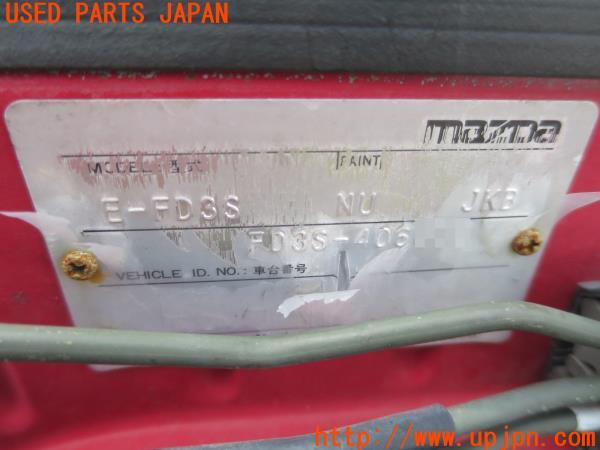 USED PARTS JAPAN
mazda
MODEL: 型式 PAINT
E-FD3S NU JKB
FD3S-406
VEHICLE ID. NO.: 車台番号
https://www.upjpn.com